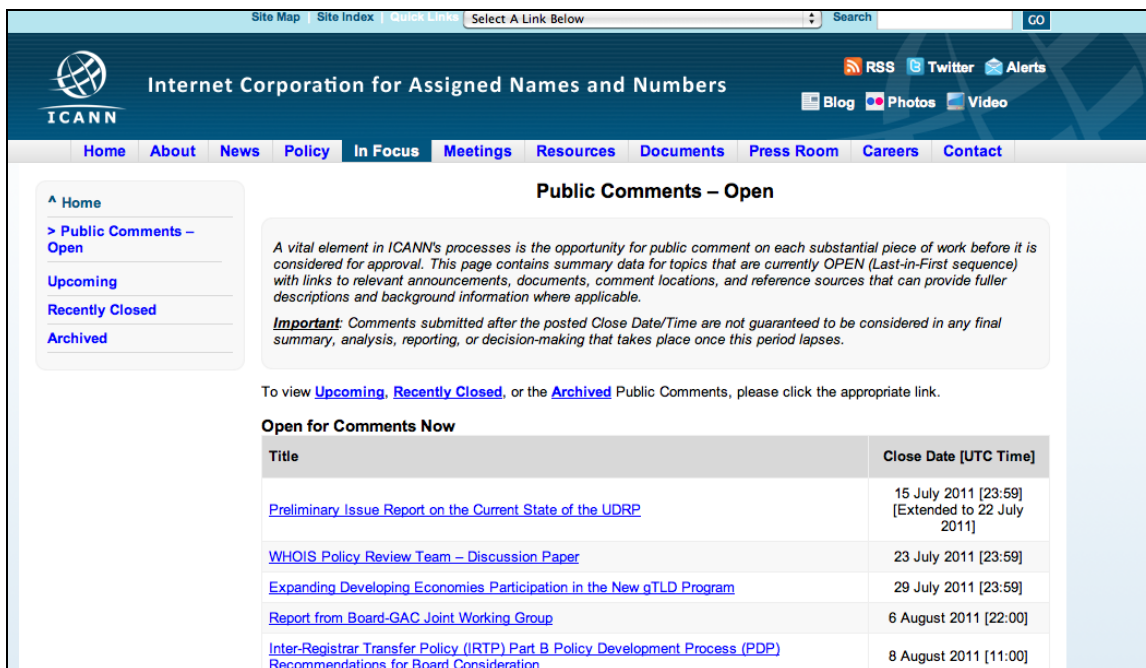 Site Map | Site Index | Quick Links Select A Link Below Search GO
RSS Twitter Alerts
Internet Corporation for Assigned Names and Numbers
Blog Photos Video
ICANN
Home About News Policy In Focus Meetings Resources Documents Press Room Careers Contact
^ Home
> Public Comments –
Open
Upcoming
Recently Closed
Archived
Public Comments – Open
A vital element in ICANN's processes is the opportunity for public comment on each substantial piece of work before it is
considered for approval. This page contains summary data for topics that are currently OPEN (Last-in-First sequence)
with links to relevant announcements, documents, comment locations, and reference sources that can provide fuller
descriptions and background information where applicable.
Important: Comments submitted after the posted Close Date/Time are not guaranteed to be considered in any final
summary, analysis, reporting, or decision-making that takes place once this period lapses.
To view Upcoming, Recently Closed, or the Archived Public Comments, please click the appropriate link.
Open for Comments Now
Title Close Date [UTC Time]
Preliminary Issue Report on the Current State of the UDRP
15 July 2011 [23:59]
[Extended to 22 July
2011]
WHOIS Policy Review Team – Discussion Paper 23 July 2011 [23:59]
Expanding Developing Economies Participation in the New gTLD Program 29 July 2011 [23:59]
Report from Board-GAC Joint Working Group 6 August 2011 [22:00]
Inter-Registrar Transfer Policy (IRTP) Part B Policy Development Process (PDP)
Recommendations for Board Consideration
8 August 2011 [11:00]